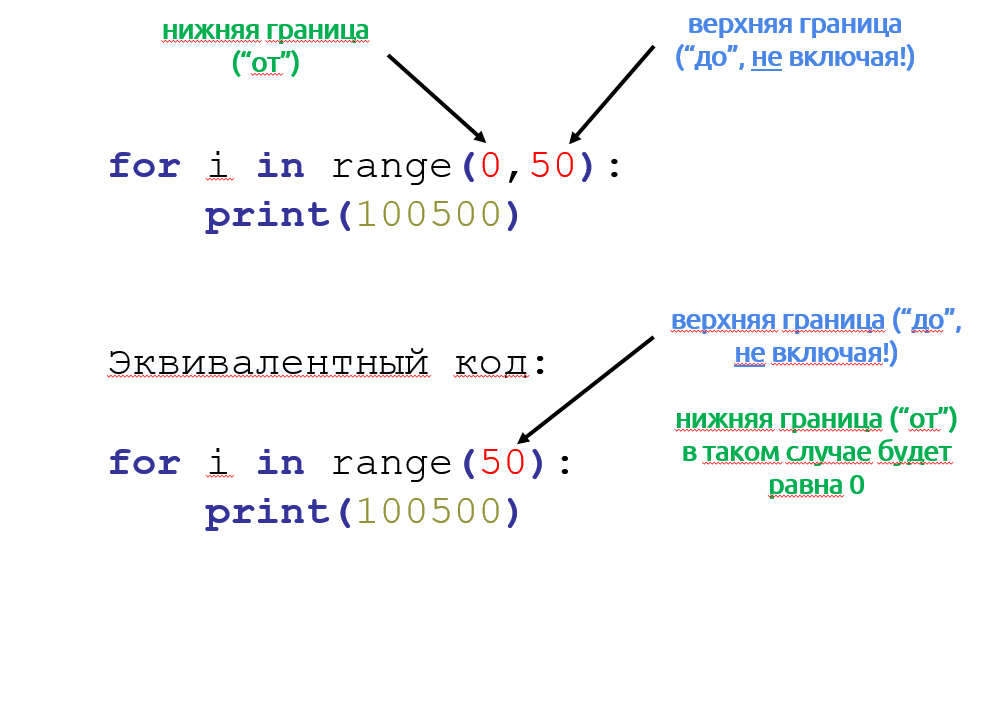 нижняя граница
(“от”)
верхняя граница
(“до”, не включая!)
for i in range(0,50):
print(100500)
верхняя граница (“до”,
не включая!)
Эквивалентный код:
нижняя граница (“от”)
в таком случае будет
равна 0
for i in range(50):
print(100500)